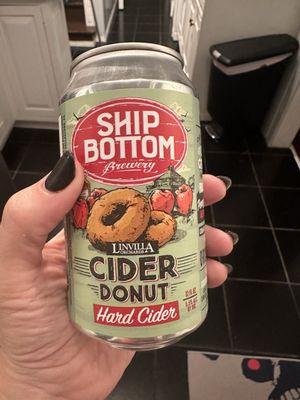 SHIP
BOTTOM
Brewery
LINVILLA
ORCHARDS
CIDER
DONUT
Hard Cider